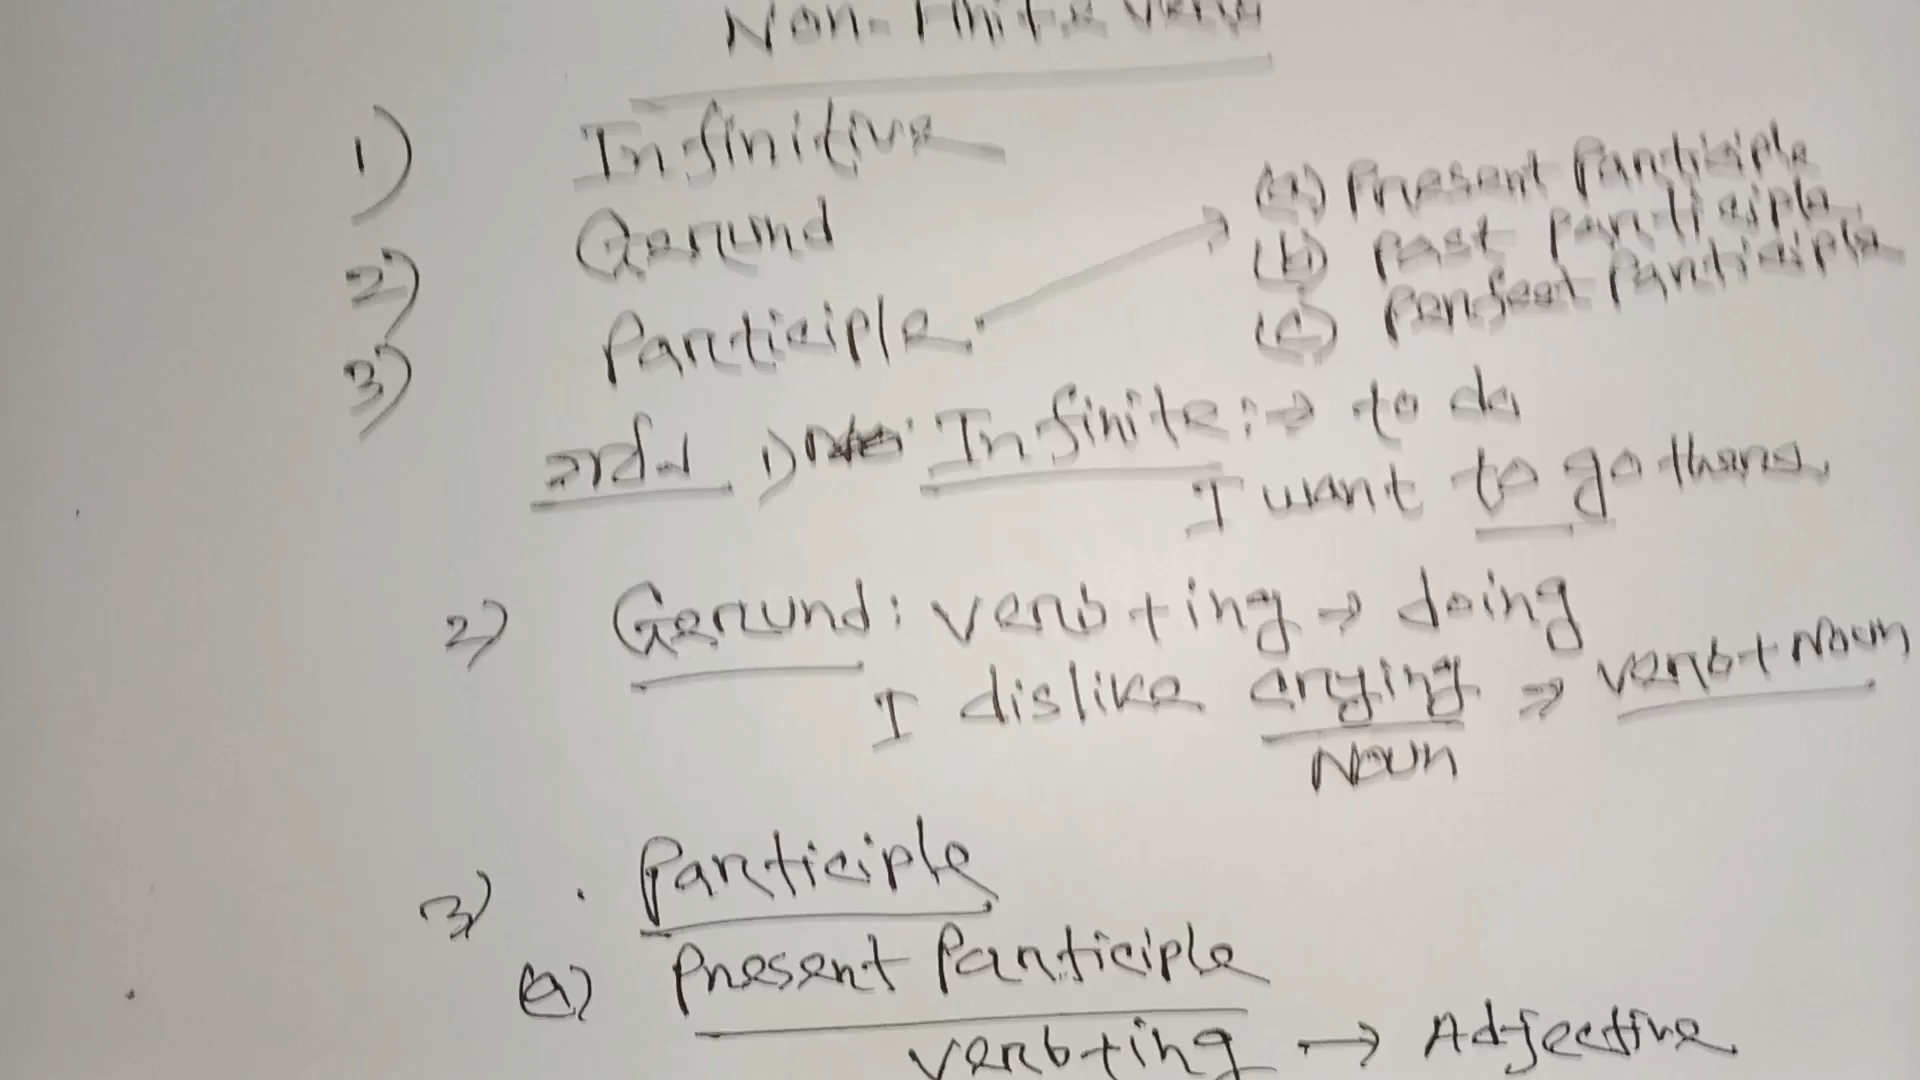 Non-Finite Verb
1) Infinitive
2) Gerund
3) Participle → (a) Present Participle
(b) Past Participle
(c) Perfect Participle
1) Infinite :→ to do
I want to go there.
2) Gerund : verb + ing → doing
I dislike crying ⇒ verb + Noun
Noun
3) Participle
(a) Present Participle
verb + ing → Adjective